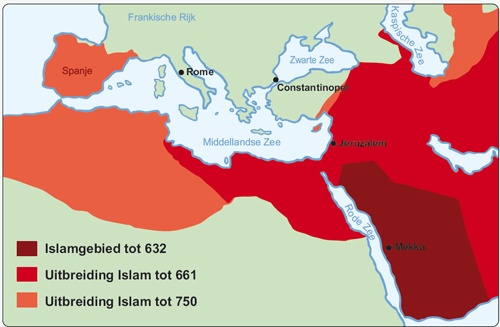 Frankische Rijk
Kaspische Zee
Spanje
Rome
Zwarte Zee
Constantinopel
Middellandse Zee
Jeruzalem
Rode Zee
Mekka
Islamgebied tot 632
Uitbreiding Islam tot 661
Uitbreiding Islam tot 750